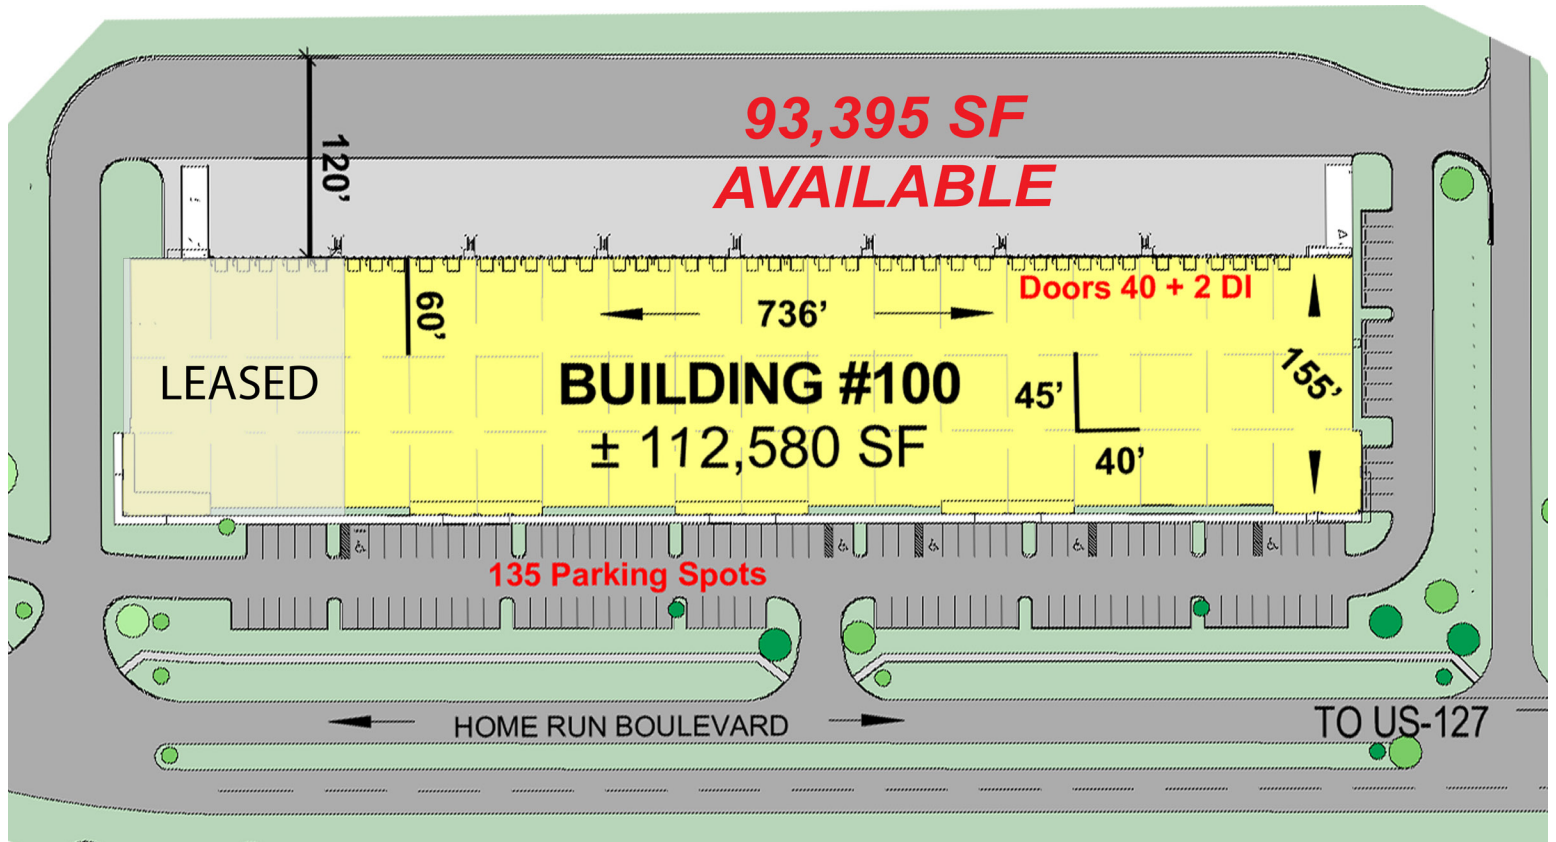 93,395 SF
AVAILABLE
120’
Doors 40 + 2 DI
60’
736’
155’
LEASED
BUILDING #100
45’
± 112,580 SF
40’
135 Parking Spots
HOME RUN BOULEVARD
TO US-127